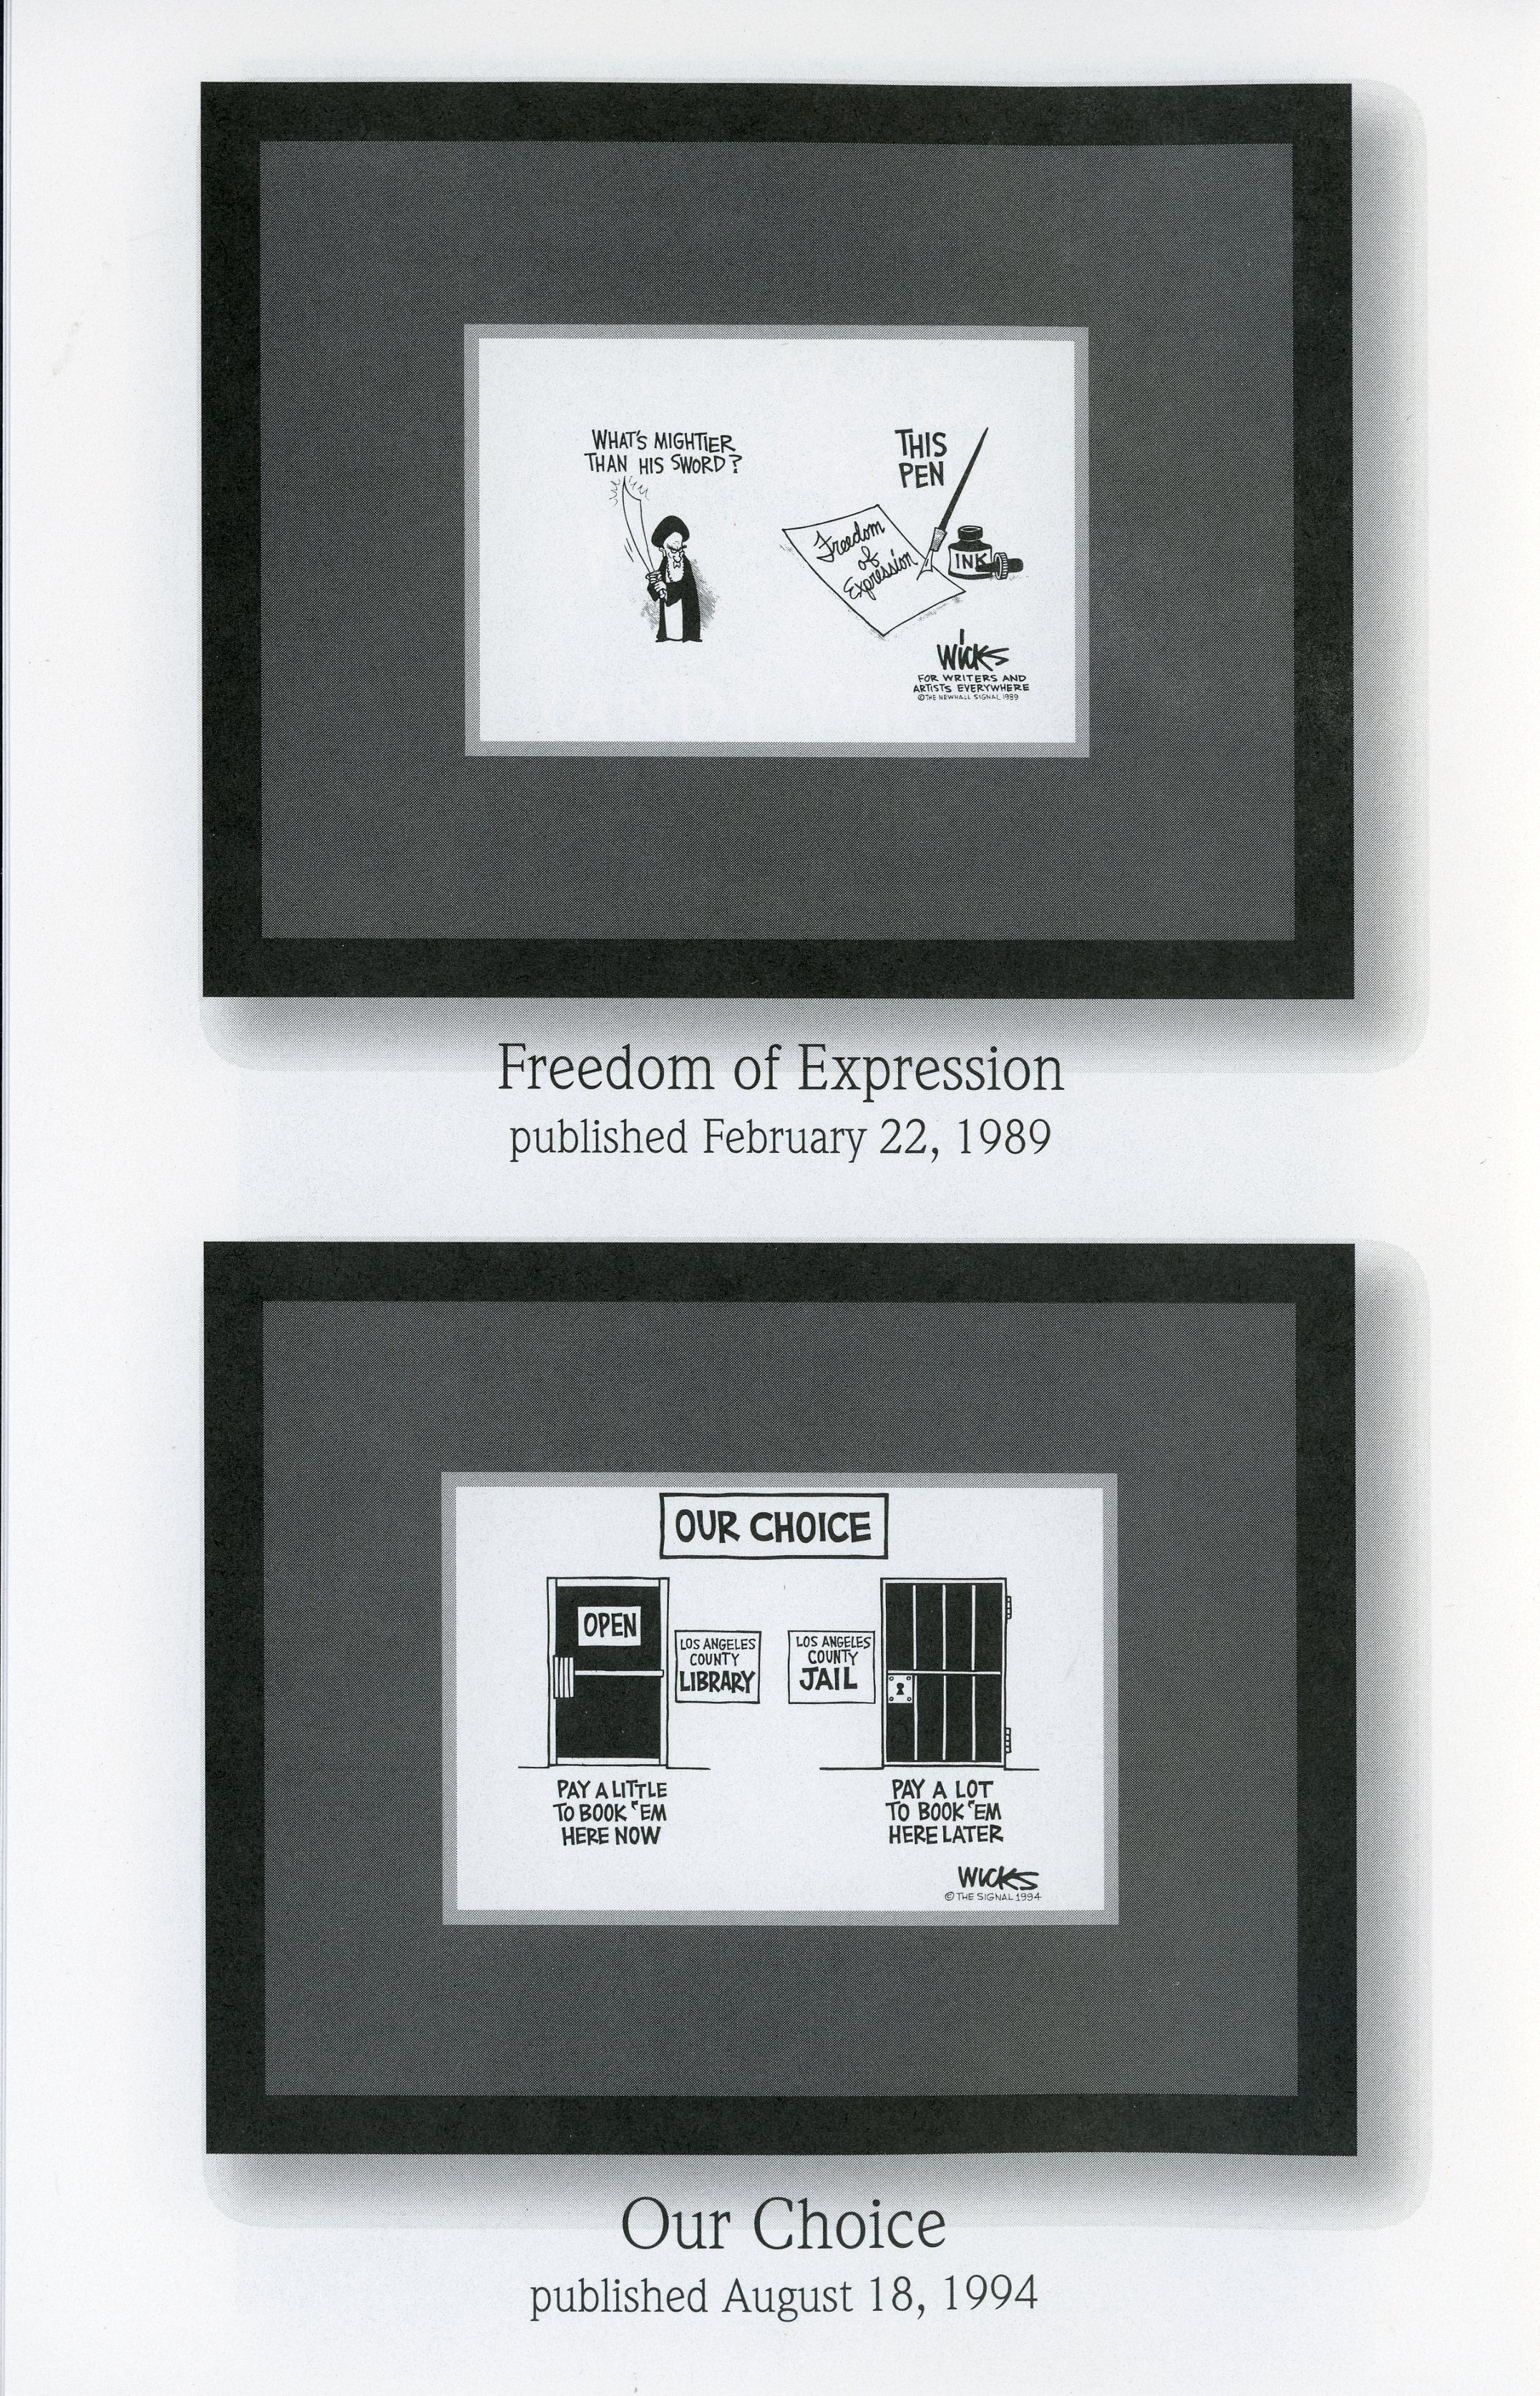 WHAT'S MIGHTIER
THAN HIS SWORD?
THIS
PEN
Freedom
of
Expression
INK
WICKS
FOR WRITERS AND
ARTISTS EVERYWHERE
© THE NEWHALL SIGNAL 1989
Freedom of Expression
published February 22, 1989
OUR CHOICE
OPEN
LOS ANGELES
COUNTY
LIBRARY
LOS ANGELES
COUNTY
JAIL
PAY A LITTLE
TO BOOK 'EM
HERE NOW
PAY A LOT
TO BOOK 'EM
HERE LATER
WICKS
© THE SIGNAL 1994
Our Choice
published August 18, 1994